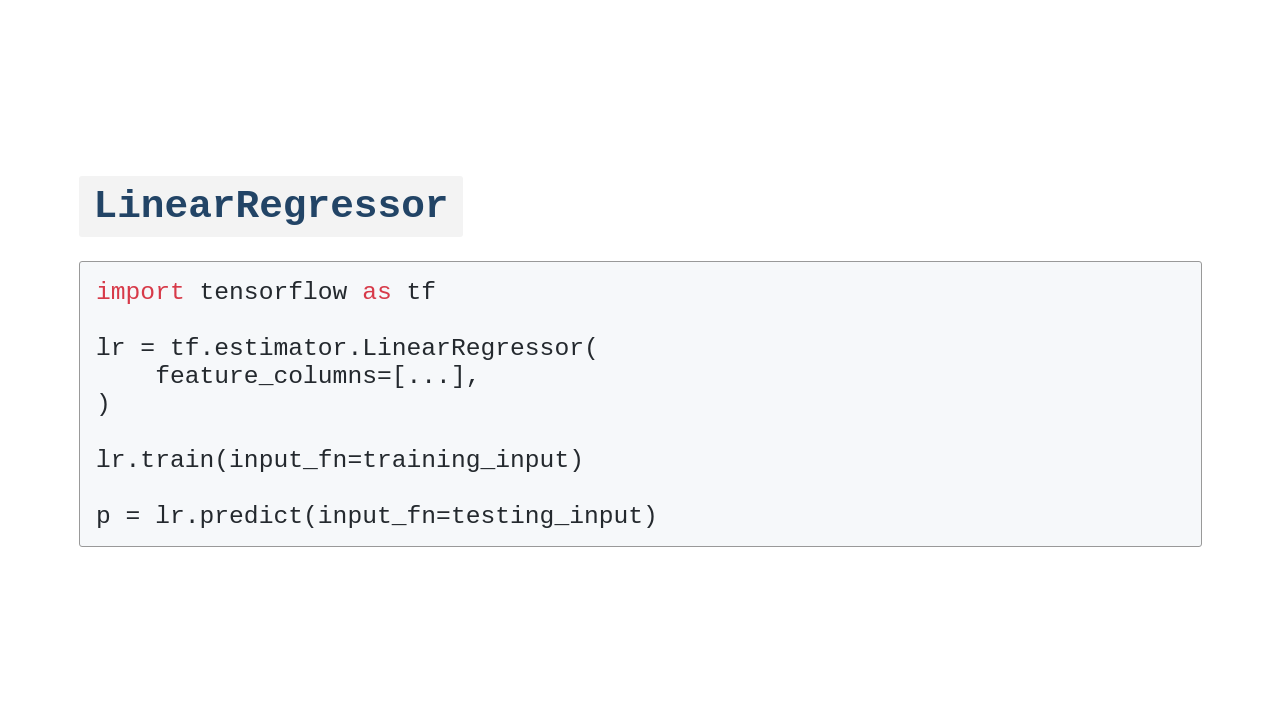 LinearRegressor
import tensorflow as tf
lr = tf.estimator.LinearRegressor(
    feature_columns=[...],
)
lr.train(input_fn=training_input)
p = lr.predict(input_fn=testing_input)